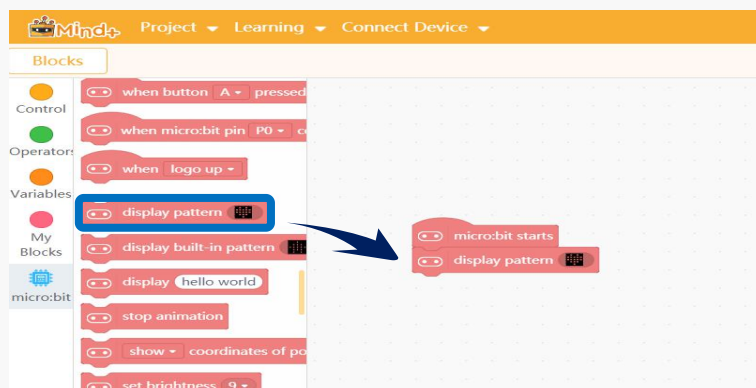 Mind+ Project Learning Connect Device
Blocks
Control
Operators
Variables
My
Blocks
micro:bit
when button A pressed
when micro:bit pin P0
when logo up
display pattern
display built-in pattern
display hello world
stop animation
show coordinates of
set brightness 9
micro:bit starts
display pattern